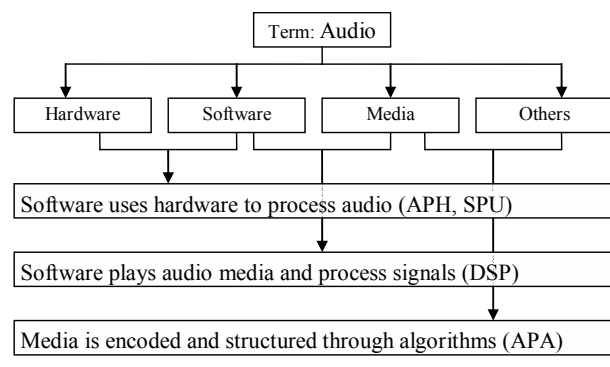 Term: Audio
Hardware
Software
Media
Others
Software uses hardware to process audio (APH, SPU)
Software plays audio media and process signals (DSP)
Media is encoded and structured through algorithms (APA)